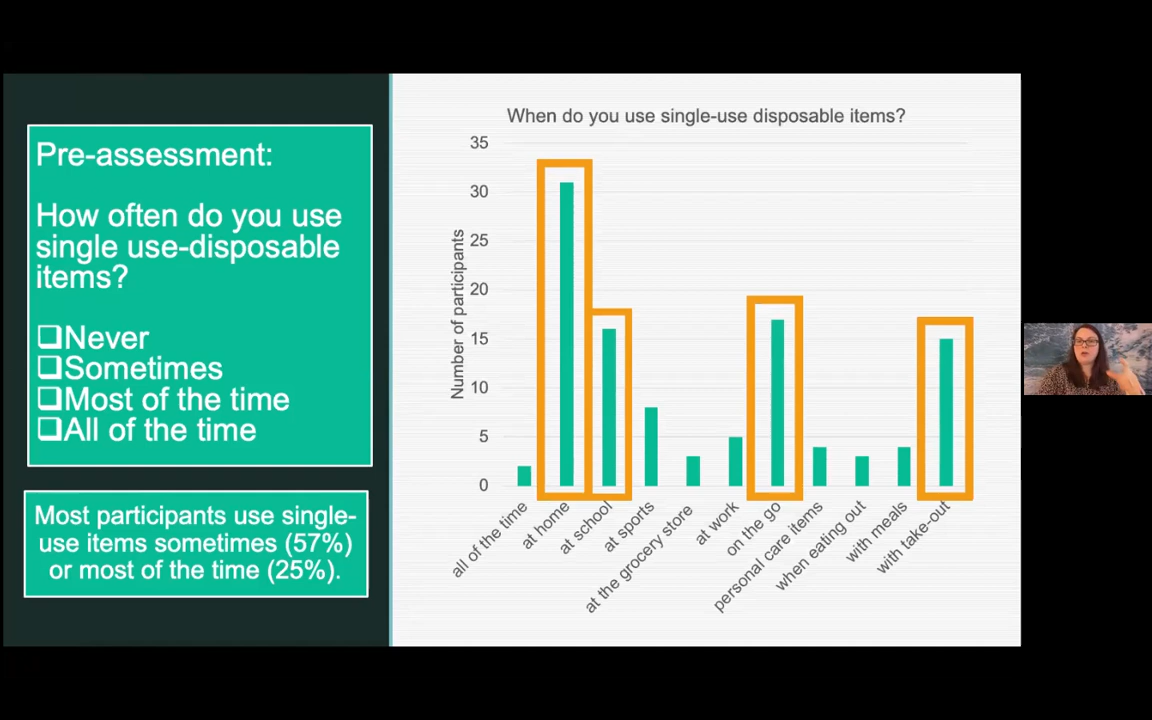 Pre-assessment:
How often do you use
single use-disposable
items?
❑Never
❑Sometimes
❑Most of the time
❑All of the time
Most participants use single-
use items sometimes (57%)
or most of the time (25%).
When do you use single-use disposable items?
Number of participants
35
30
25
20
15
10
5
0
all of the time
at home
at school
at sports
at the grocery store
at work
on the go
personal care items
when eating out
with meals
with take-out